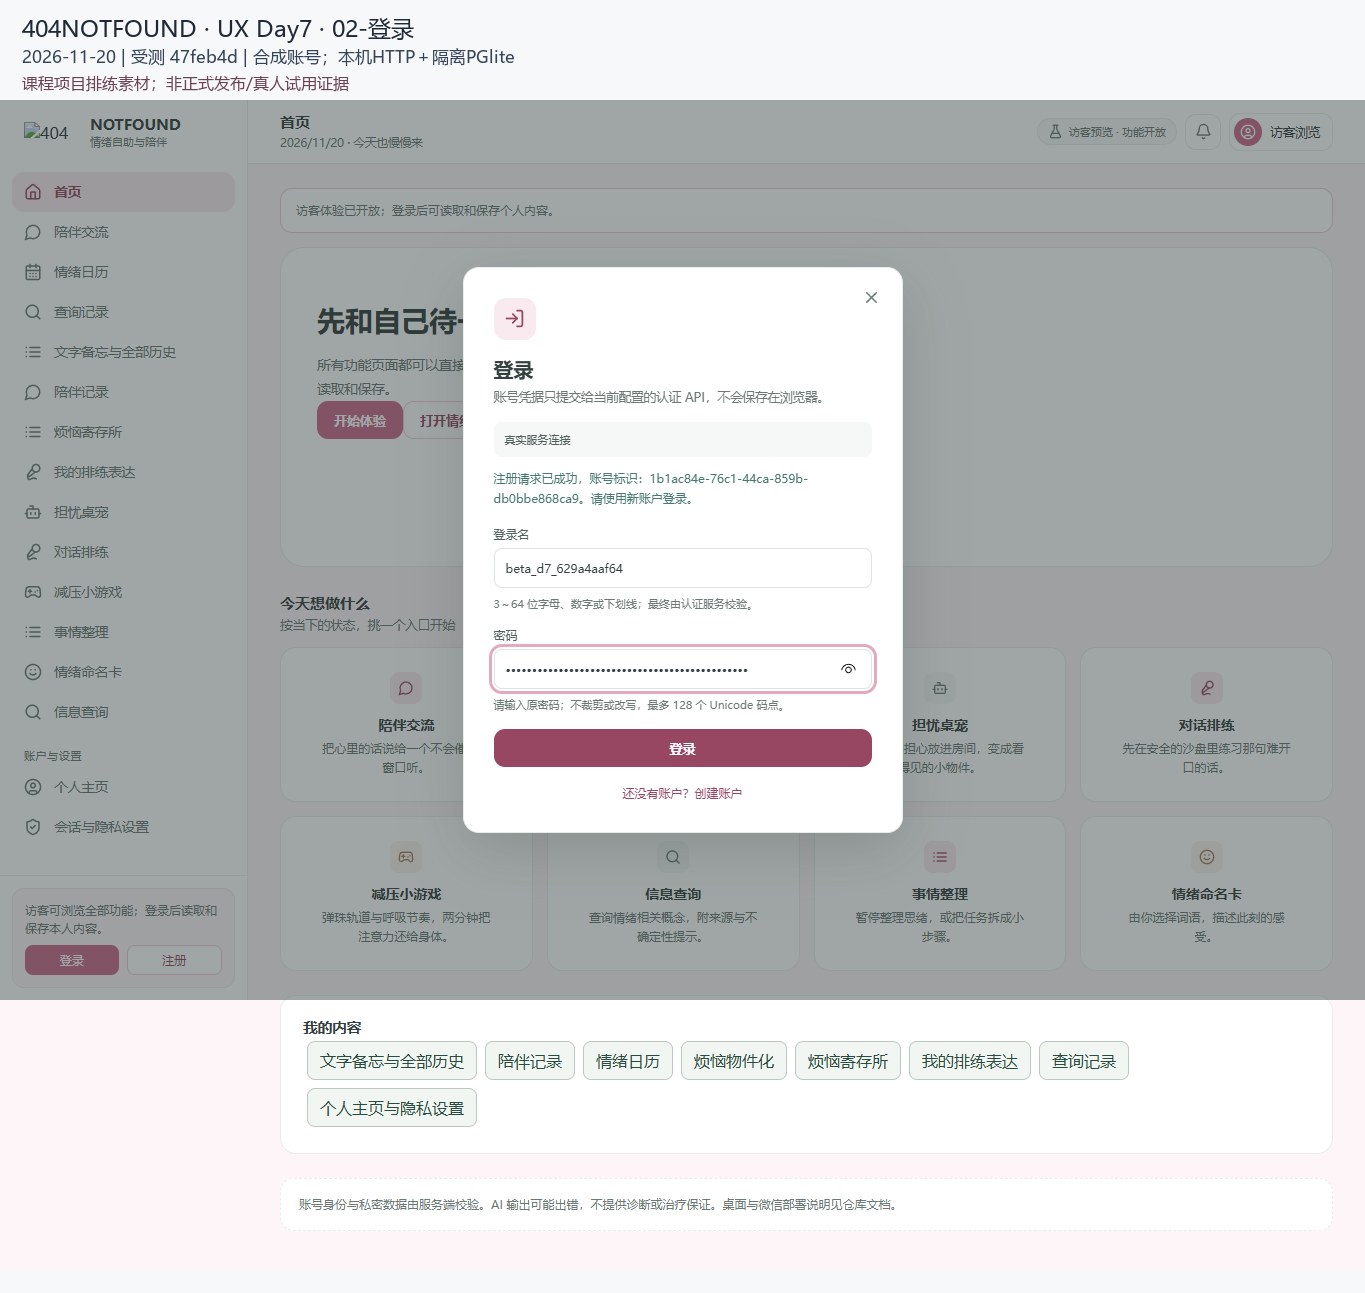 404NOTFOUND · UX Day7 · 02-登录
2026-11-20 | 受测 47feb4d | 合成账号；本机HTTP + 隔离PGlite
课程项目排练素材；非正式发布/真人试用证据
404
NOTFOUND
情绪自助与陪伴
首页
陪伴交流
情绪日历
查询记录
文字备忘与全部历史
陪伴记录
烦恼寄存所
我的排练表达
担忧桌宠
对话排练
减压小游戏
事情整理
情绪命名卡
信息查询
账户与设置
个人主页
会话与隐私设置
访客可浏览全部功能；登录后读取和
保存本人内容。
登录
注册
首页
2026/11/20 · 今天也慢慢来
访客预览 · 功能开放
访客浏览
访客体验已开放；登录后可读取和保存个人内容。
先和自己待
所有功能页面都可以直接
读取和保存。
开始体验
打开情
登录
账号凭据只提交给当前配置的认证 API，不会保存在浏览器。
真实服务连接
注册请求已成功，账号标识：1b1ac84e-76c1-44ca-859b-
db0bbe868ca9。请使用新账户登录。
登录名
beta_d7_629a4aaf64
3 ~ 64 位字母、数字或下划线；最终由认证服务校验。
密码
••••••••••••••••••••••••••••••••••••••••••••••
请输入原密码；不裁剪或改写，最多 128 个 Unicode 码点。
登录
还没有账户？创建账户
今天想做什么
按当下的状态，挑一个入口开始
陪伴交流
把心里的话说给一个不会
窗口听。
担忧桌宠
担心放进房间，变成看
得见的小物件。
对话排练
先在安全的沙盘里练习那句难开
口的话。
减压小游戏
弹珠轨道与呼吸节奏，两分钟把
注意力还给身体。
信息查询
查询情绪相关概念，附来源与不
确定性提示。
事情整理
暂停整理思绪，或把任务拆成小
步骤。
情绪命名卡
由你选择词语，描述此刻的感
受。
我的内容
文字备忘与全部历史
陪伴记录
情绪日历
烦恼物件化
烦恼寄存所
我的排练表达
查询记录
个人主页与隐私设置
账号身份与私密数据由服务端校验。AI 输出可能出错，不提供诊断或治疗保证。桌面与微信部署说明见仓库文档。